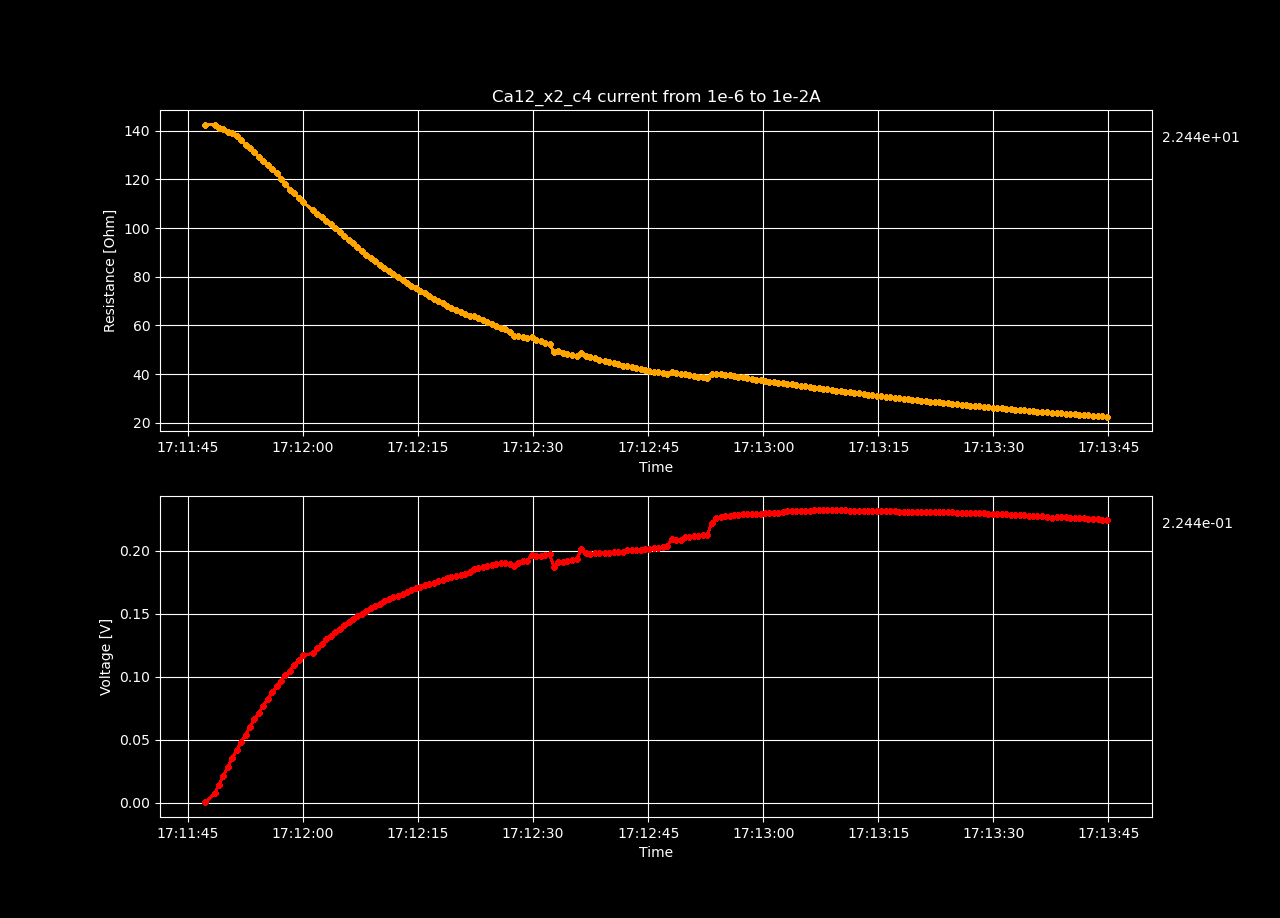 Ca12_x2_c4 current from 1e-6 to 1e-2A
2.244e+01
Resistance [Ohm]
140
120
100
80
60
40
20
17:11:45 17:12:00 17:12:15 17:12:30 17:12:45 17:13:00 17:13:15 17:13:30 17:13:45
Time
2.244e-01
Voltage [V]
0.20
0.15
0.10
0.05
0.00
17:11:45 17:12:00 17:12:15 17:12:30 17:12:45 17:13:00 17:13:15 17:13:30 17:13:45
Time